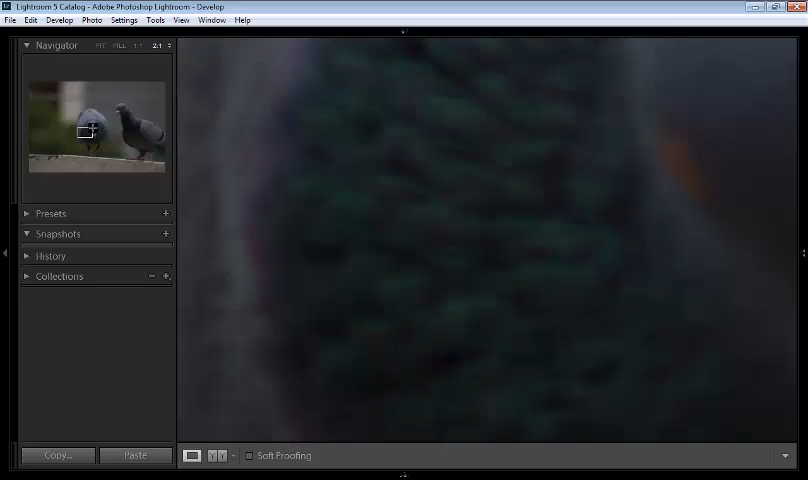 Lightroom 5 Catalog - Adobe Photoshop Lightroom - Develop
File Edit Develop Photo Settings Tools View Window Help
Navigator FIT FILL 1:1 2:1
Presets
Snapshots
History
Collections
Copy... Paste Y Y Soft Proofing